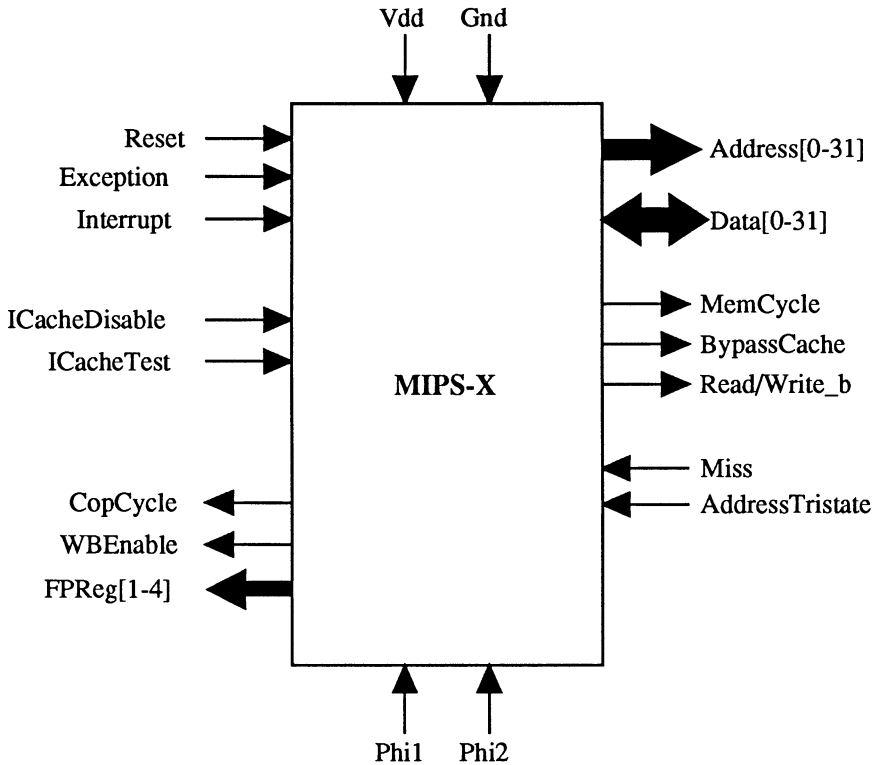 Vdd Gnd
Reset
Address[0-31]
Exception
Interrupt
Data[0-31]
MemCycle
ICacheDisable
BypassCache
ICacheTest
MIPS-X
Read/Write_b
Miss
CopCycle
AddressTristate
WBEnable
FPReg[1-4]
Phi1 Phi2